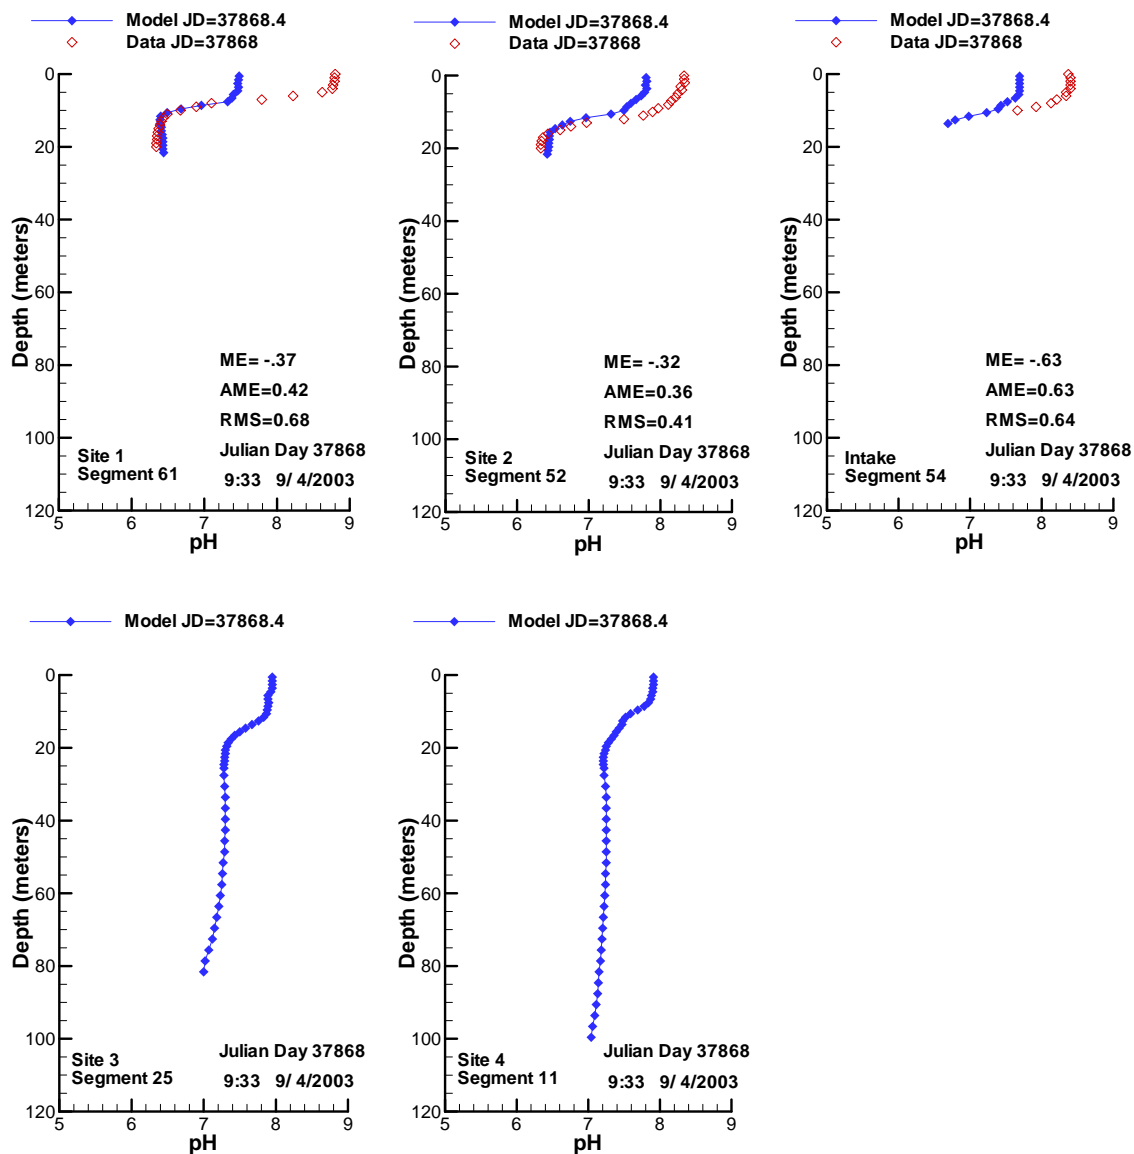 Model JD=37868.4
Data JD=37868
0
20
40
60
80
100
120
5 6 7 8 9
Depth (meters)
pH
ME= -.37
AME=0.42
RMS=0.68
Julian Day 37868
9:33 9/ 4/2003
Site 1
Segment 61
Model JD=37868.4
Data JD=37868
0
20
40
60
80
100
120
5 6 7 8 9
Depth (meters)
pH
ME= -.32
AME=0.36
RMS=0.41
Julian Day 37868
9:33 9/ 4/2003
Site 2
Segment 52
Model JD=37868.4
Data JD=37868
0
20
40
60
80
100
120
5 6 7 8 9
Depth (meters)
pH
ME= -.63
AME=0.63
RMS=0.64
Julian Day 37868
9:33 9/ 4/2003
Intake
Segment 54
Model JD=37868.4
0
20
40
60
80
100
120
5 6 7 8 9
Depth (meters)
pH
Julian Day 37868
9:33 9/ 4/2003
Site 3
Segment 25
Model JD=37868.4
0
20
40
60
80
100
120
5 6 7 8 9
Depth (meters)
pH
Julian Day 37868
9:33 9/ 4/2003
Site 4
Segment 11